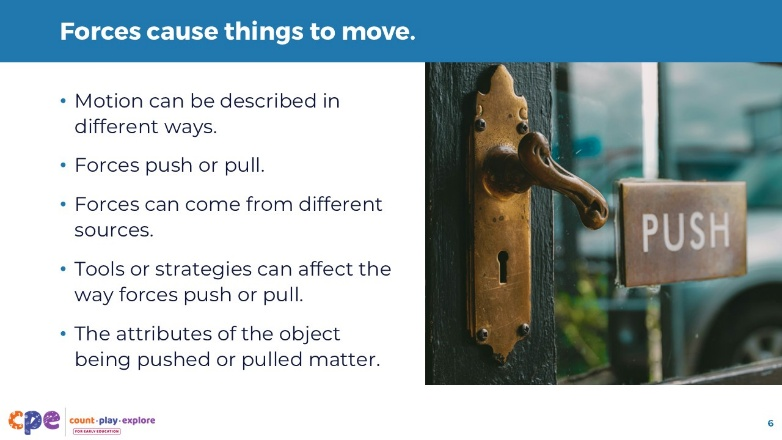 Forces cause things to move.
• Motion can be described in
different ways.
• Forces push or pull.
• Forces can come from different
sources.
• Tools or strategies can affect the
way forces push or pull.
• The attributes of the object
being pushed or pulled matter.
PUSH
cpe count·play·explore
FOR EARLY EDUCATION
6